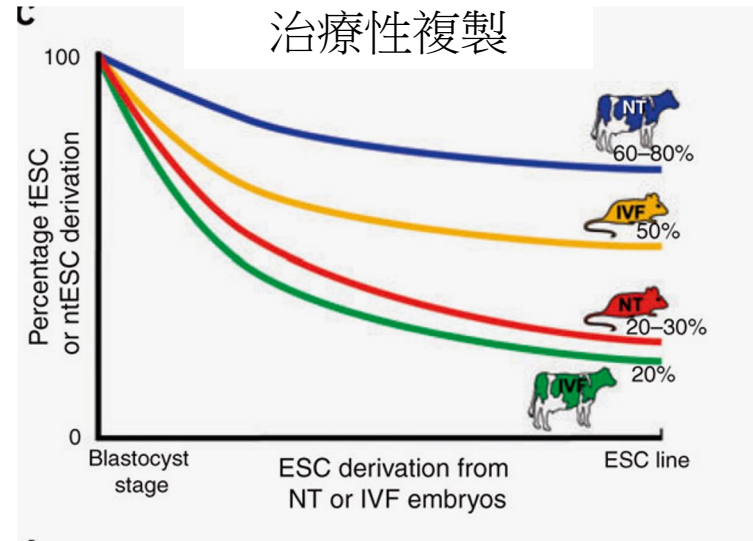 C
治療性複製
100
Percentage fESC
or ntESC derivation
NT
60–80%
IVF
50%
NT
20–30%
20%
IVF
0
Blastocyst
stage
ESC derivation from
NT or IVF embryos
ESC line